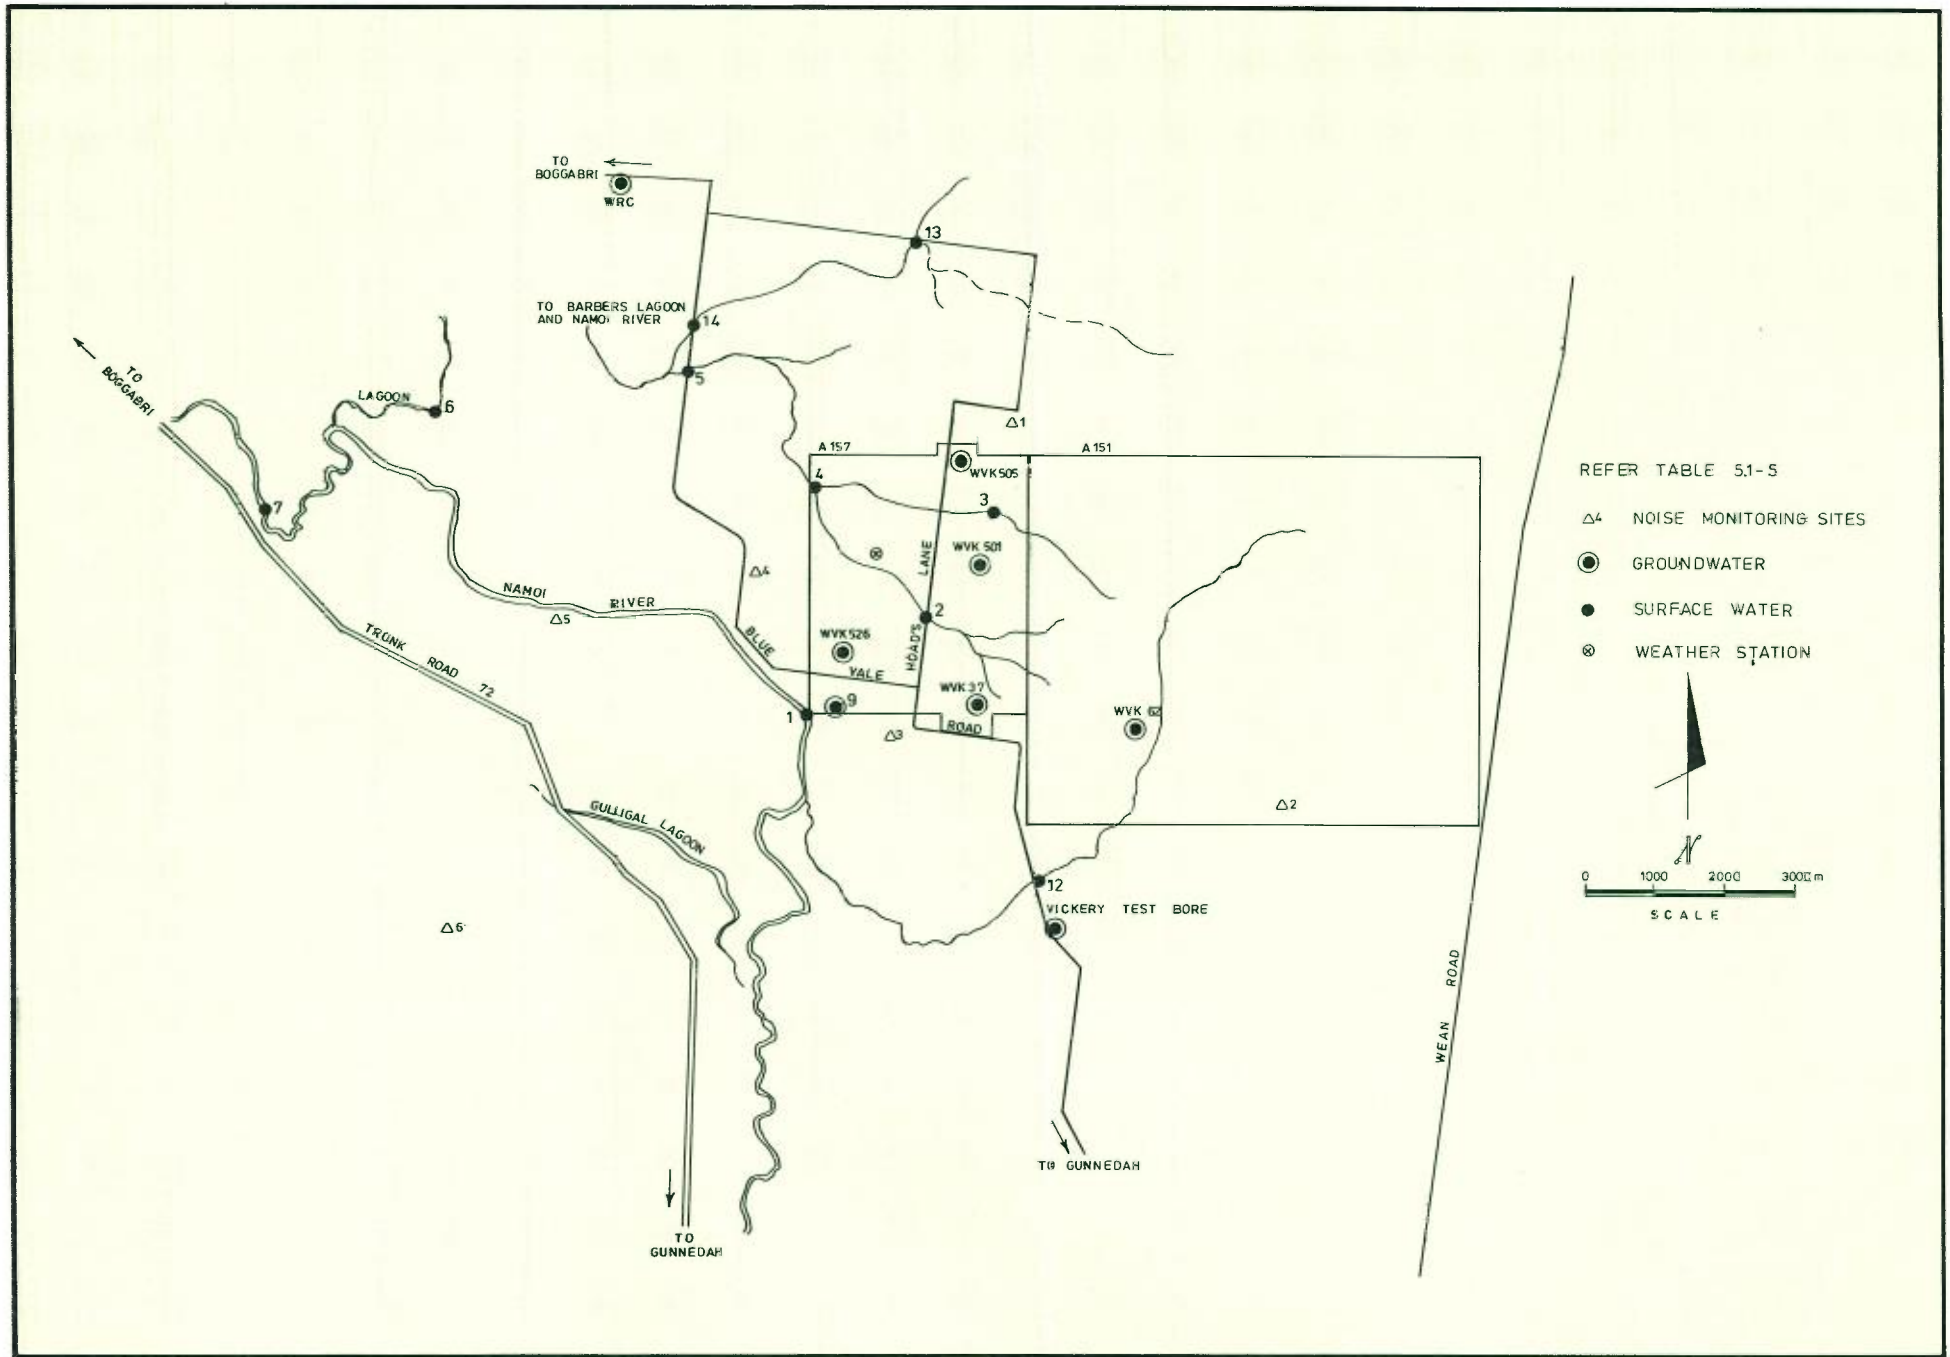 TO
BOGGABRI
WRC
13
TO BARBERS LAGOON
AND NAMOI RIVER
14
5
TO
BOGGABRI
LAGOON
6
7
1
A 157
A 151
WVK505
4
3
REFER TABLE 5.1-5
4 NOISE MONITORING SITES
GROUNDWATER
SURFACE WATER
WEATHER STATION
WVK 501
LANE
HOAD'S
4
NAMOI RIVER
5
2
WVK526
BLUE
VALE
ROAD
TRUNK ROAD 72
WVK37
9
1
3
WVK 62
2
GULLIGAL LAGOON
N
0 1000 2000 3000 m
SCALE
12
VICKERY TEST BORE
6
WEAN ROAD
TO GUNNEDAH
TO
GUNNEDAH